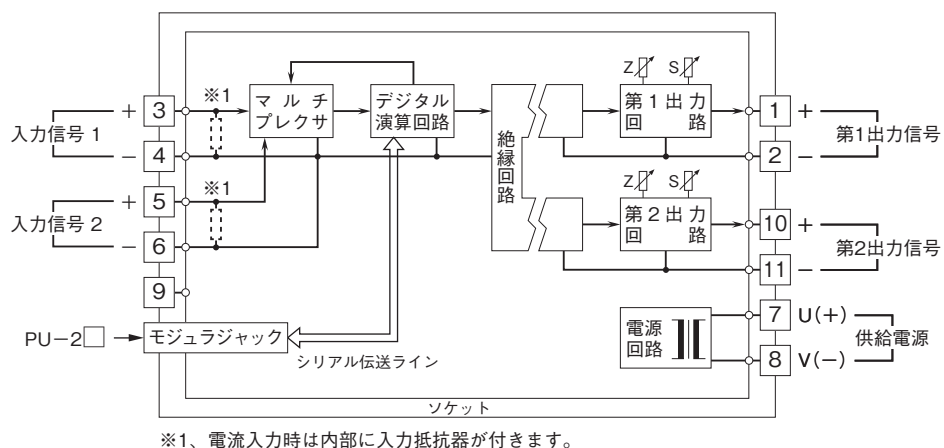 ※1
マルチ
プレクサ
デジタル
演算回路
絶縁回路
Z
S
第1出力
回路
入力信号 1
+
3
−
4
1
+
2
−
第1出力信号
※1
入力信号 2
+
5
−
6
Z
S
第2出力
回路
10
+
11
−
第2出力信号
9
PU−2□
モジュラジャック
シリアル伝送ライン
電源
回路
7
U(+)
8
V(−)
供給電源
ソケット
※1、電流入力時は内部に入力抵抗器が付きます。